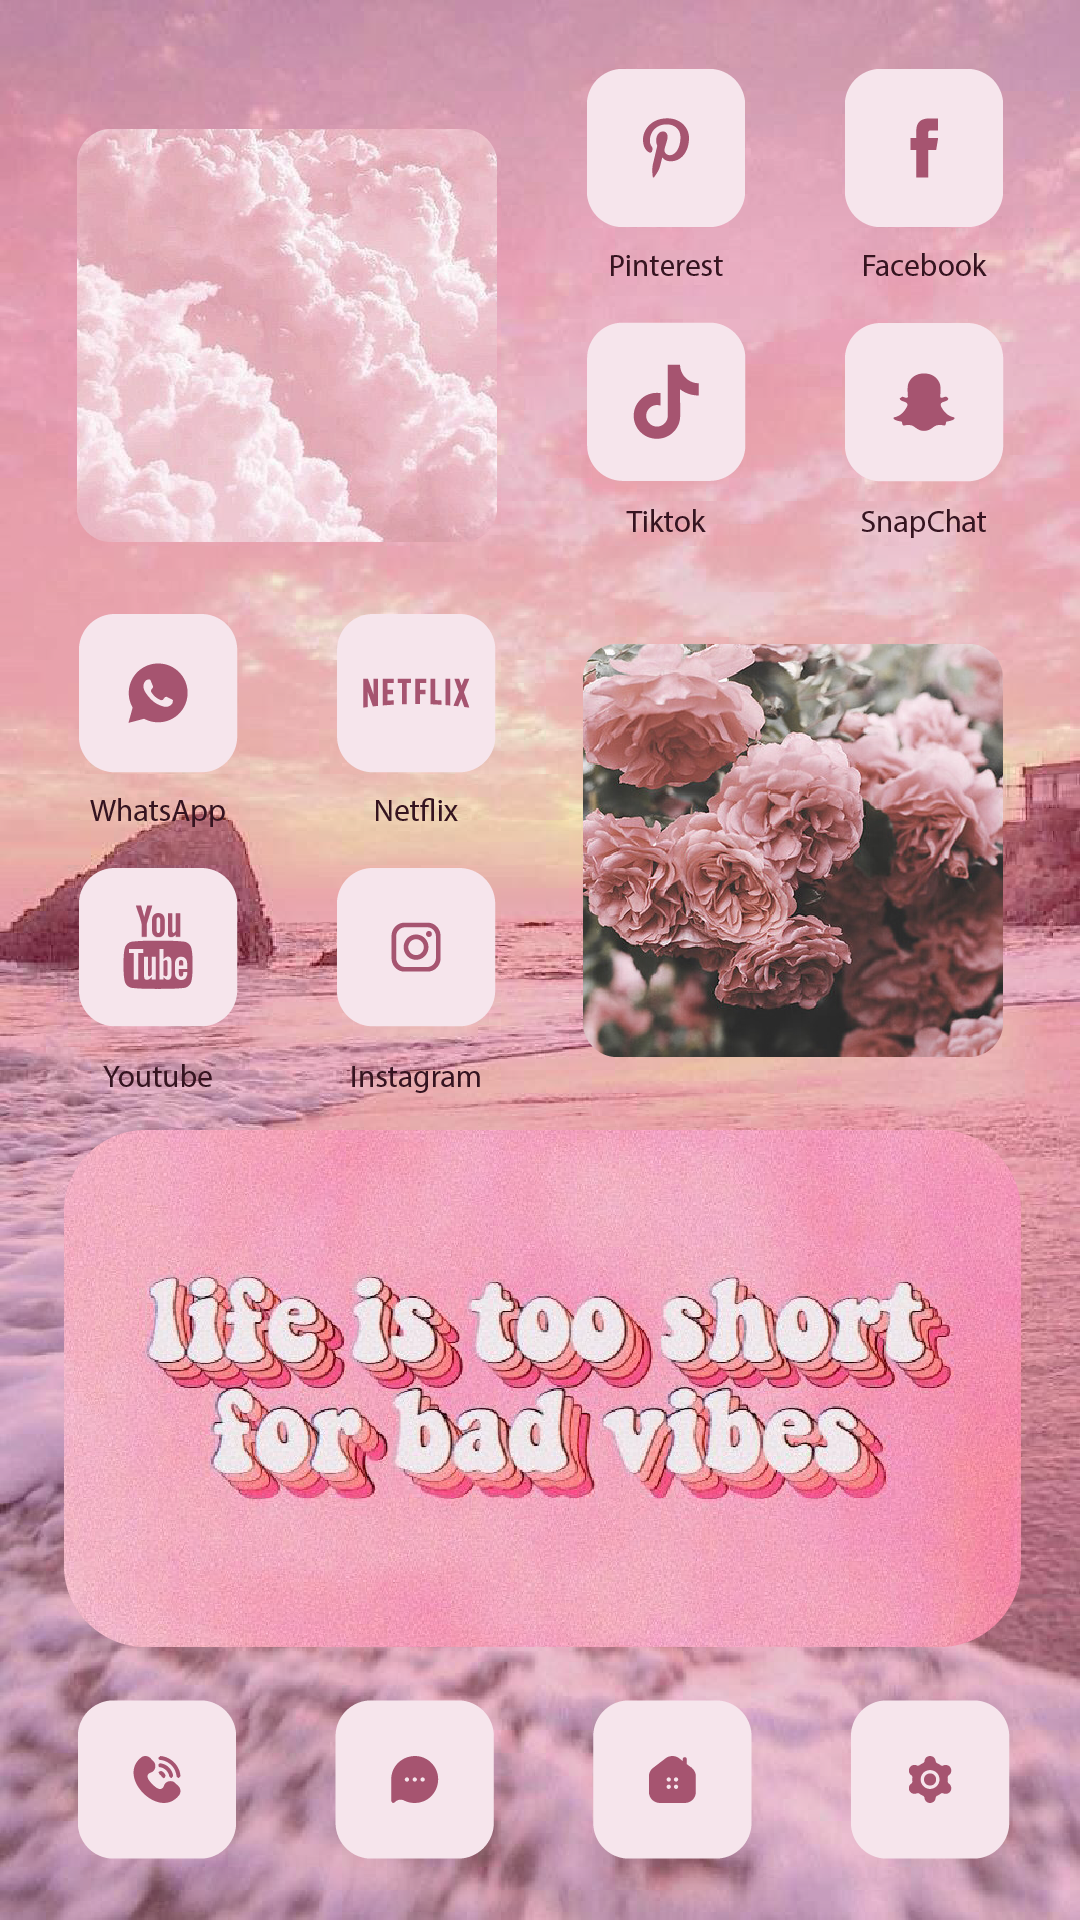 Pinterest
Facebook
Tiktok
SnapChat
NETFLIX
WhatsApp
Netflix
You
Tube
Youtube
Instagram
life is too short
for bad vibes